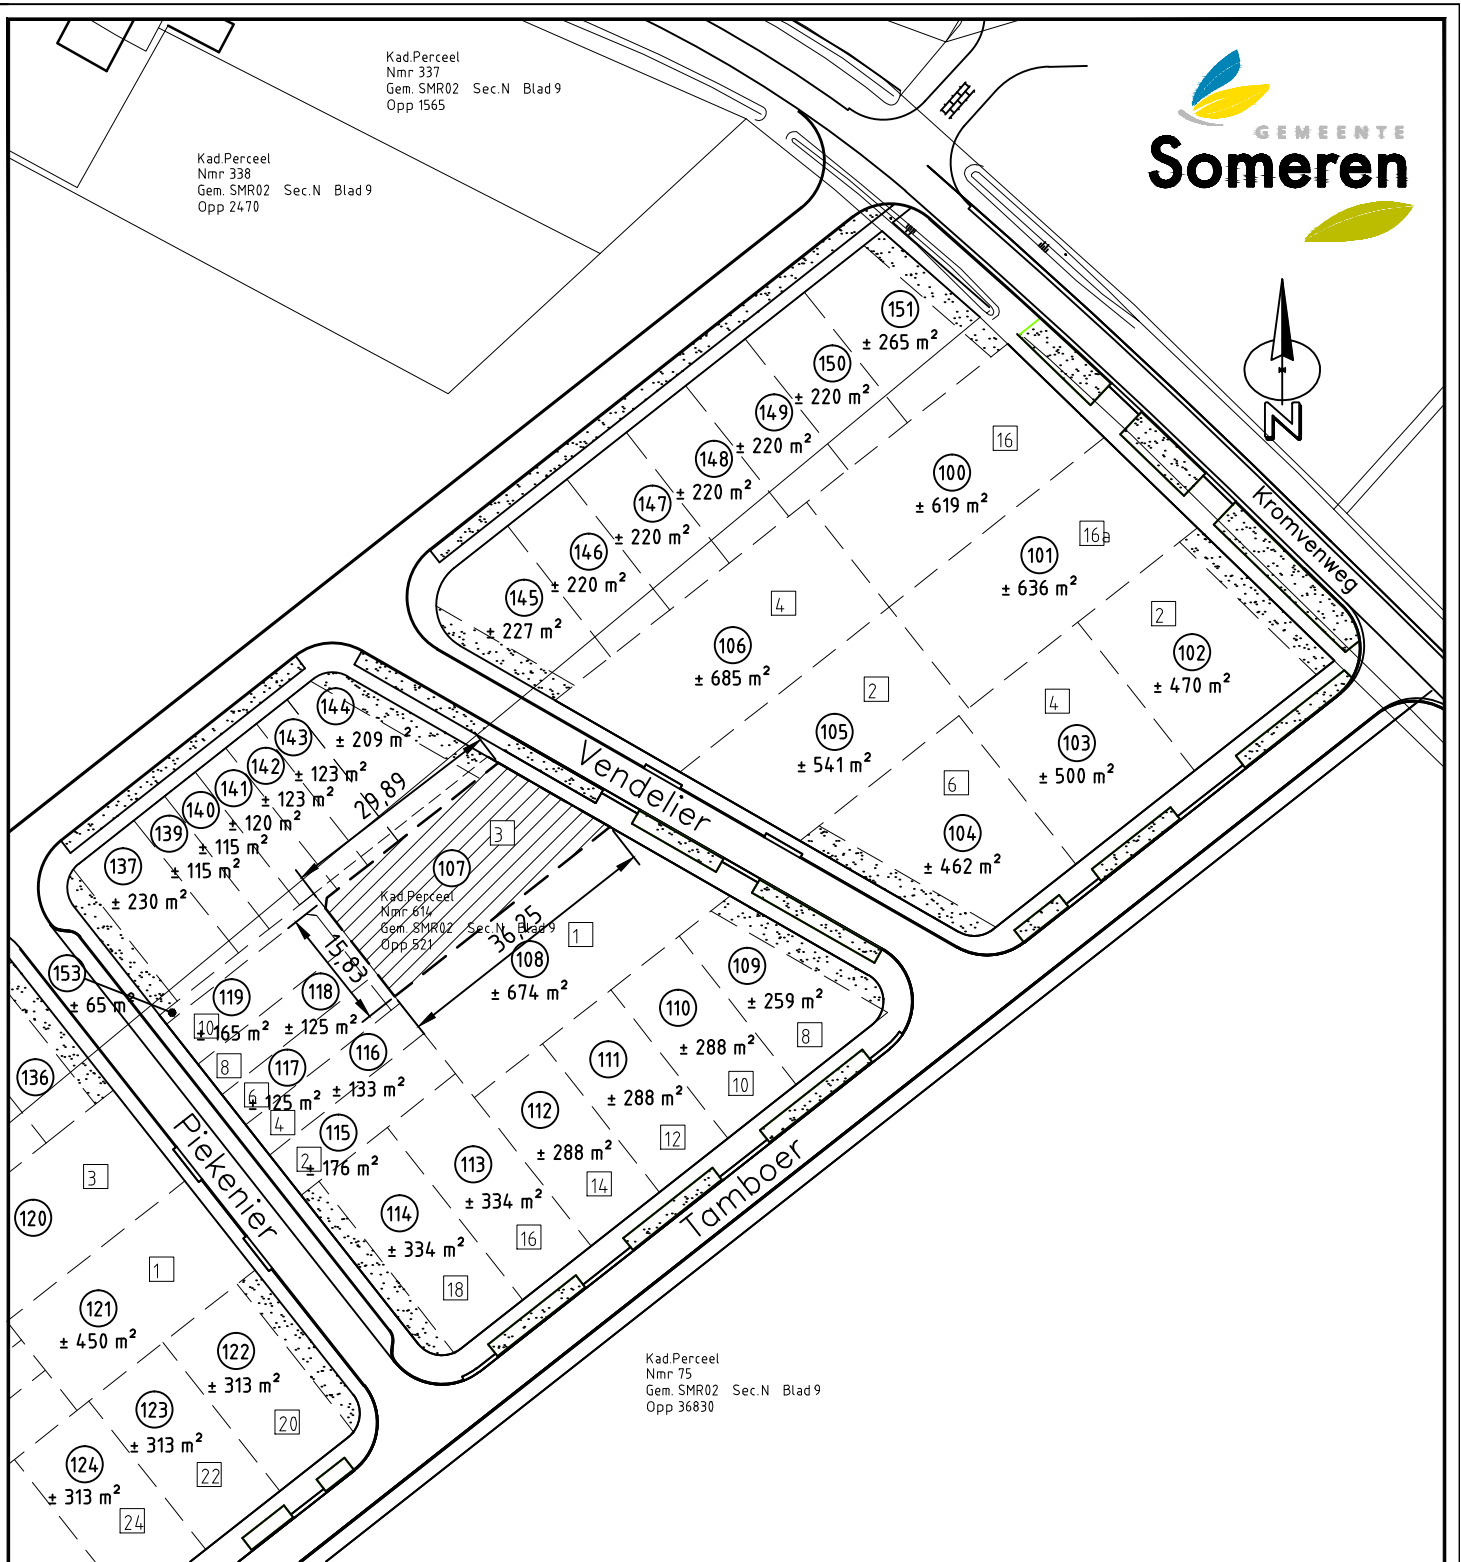 Kad.Perceel
Nmr 337
Gem. SMR02 Sec.N Blad 9
Opp 1565
Kad.Perceel
Nmr 338
Gem. SMR02 Sec.N Blad 9
Opp 2470
GEMEENTE
Someren
N
Kromvenweg
151
± 265 m²
150
± 220 m²
149
± 220 m²
148
± 220 m²
147
± 220 m²
146
± 220 m²
145
± 227 m²
16
100
± 619 m²
16a
101
± 636 m²
2
102
± 470 m²
4
106
± 685 m²
2
105
± 541 m²
4
103
± 500 m²
6
104
± 462 m²
Vendelier
144
± 209 m²
143
± 123 m²
142
± 123 m²
141
± 120 m²
140
± 115 m²
139
± 115 m²
137
± 230 m²
29,89
3
107
Kad.Perceel
Nmr 614
Gem. SMR02 Sec.N Blad 9
Opp 521
36,25
15,83
1
108
± 674 m²
109
± 259 m²
8
110
± 288 m²
10
111
± 288 m²
12
112
± 288 m²
14
113
± 334 m²
16
114
± 334 m²
18
153
± 65 m²
119
± 165 m²
10
118
± 125 m²
8
117
± 125 m²
6
116
± 133 m²
4
115
± 176 m²
2
Piekenier
Tamboer
136
3
120
1
121
± 450 m²
122
± 313 m²
20
123
± 313 m²
22
124
± 313 m²
24
Kad.Perceel
Nmr 75
Gem. SMR02 Sec.N Blad 9
Opp 36830